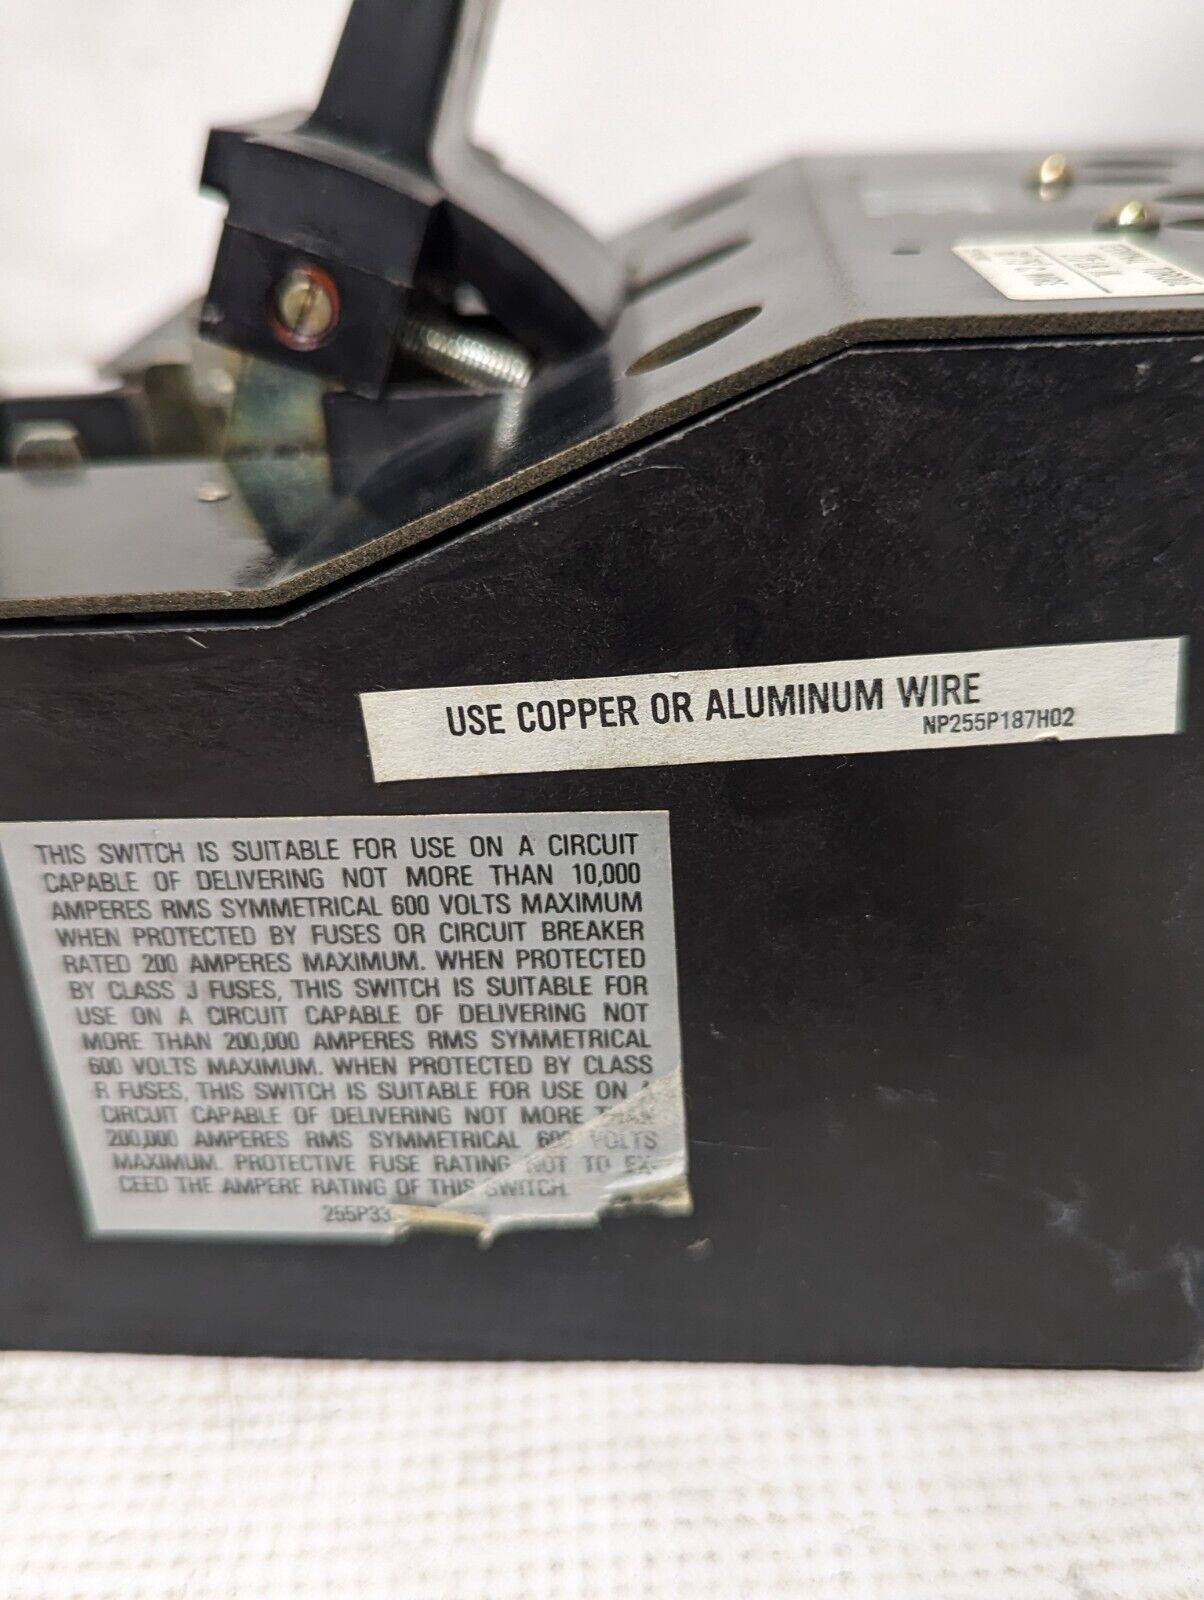 USE COPPER OR ALUMINUM WIRE
NP255P187H02
THIS SWITCH IS SUITABLE FOR USE ON A CIRCUIT
CAPABLE OF DELIVERING NOT MORE THAN 10,000
AMPERES RMS SYMMETRICAL 600 VOLTS MAXIMUM
WHEN PROTECTED BY FUSES OR CIRCUIT BREAKER
RATED 200 AMPERES MAXIMUM. WHEN PROTECTED
BY CLASS J FUSES, THIS SWITCH IS SUITABLE FOR
USE ON A CIRCUIT CAPABLE OF DELIVERING NOT
MORE THAN 200,000 AMPERES RMS SYMMETRICAL
600 VOLTS MAXIMUM. WHEN PROTECTED BY CLASS
R FUSES, THIS SWITCH IS SUITABLE FOR USE ON A
CIRCUIT CAPABLE OF DELIVERING NOT MORE THAN
200,000 AMPERES RMS SYMMETRICAL 600 VOLTS
MAXIMUM. PROTECTIVE FUSE RATING NOT TO EX-
CEED THE AMPERE RATING OF THIS SWITCH.
255P33